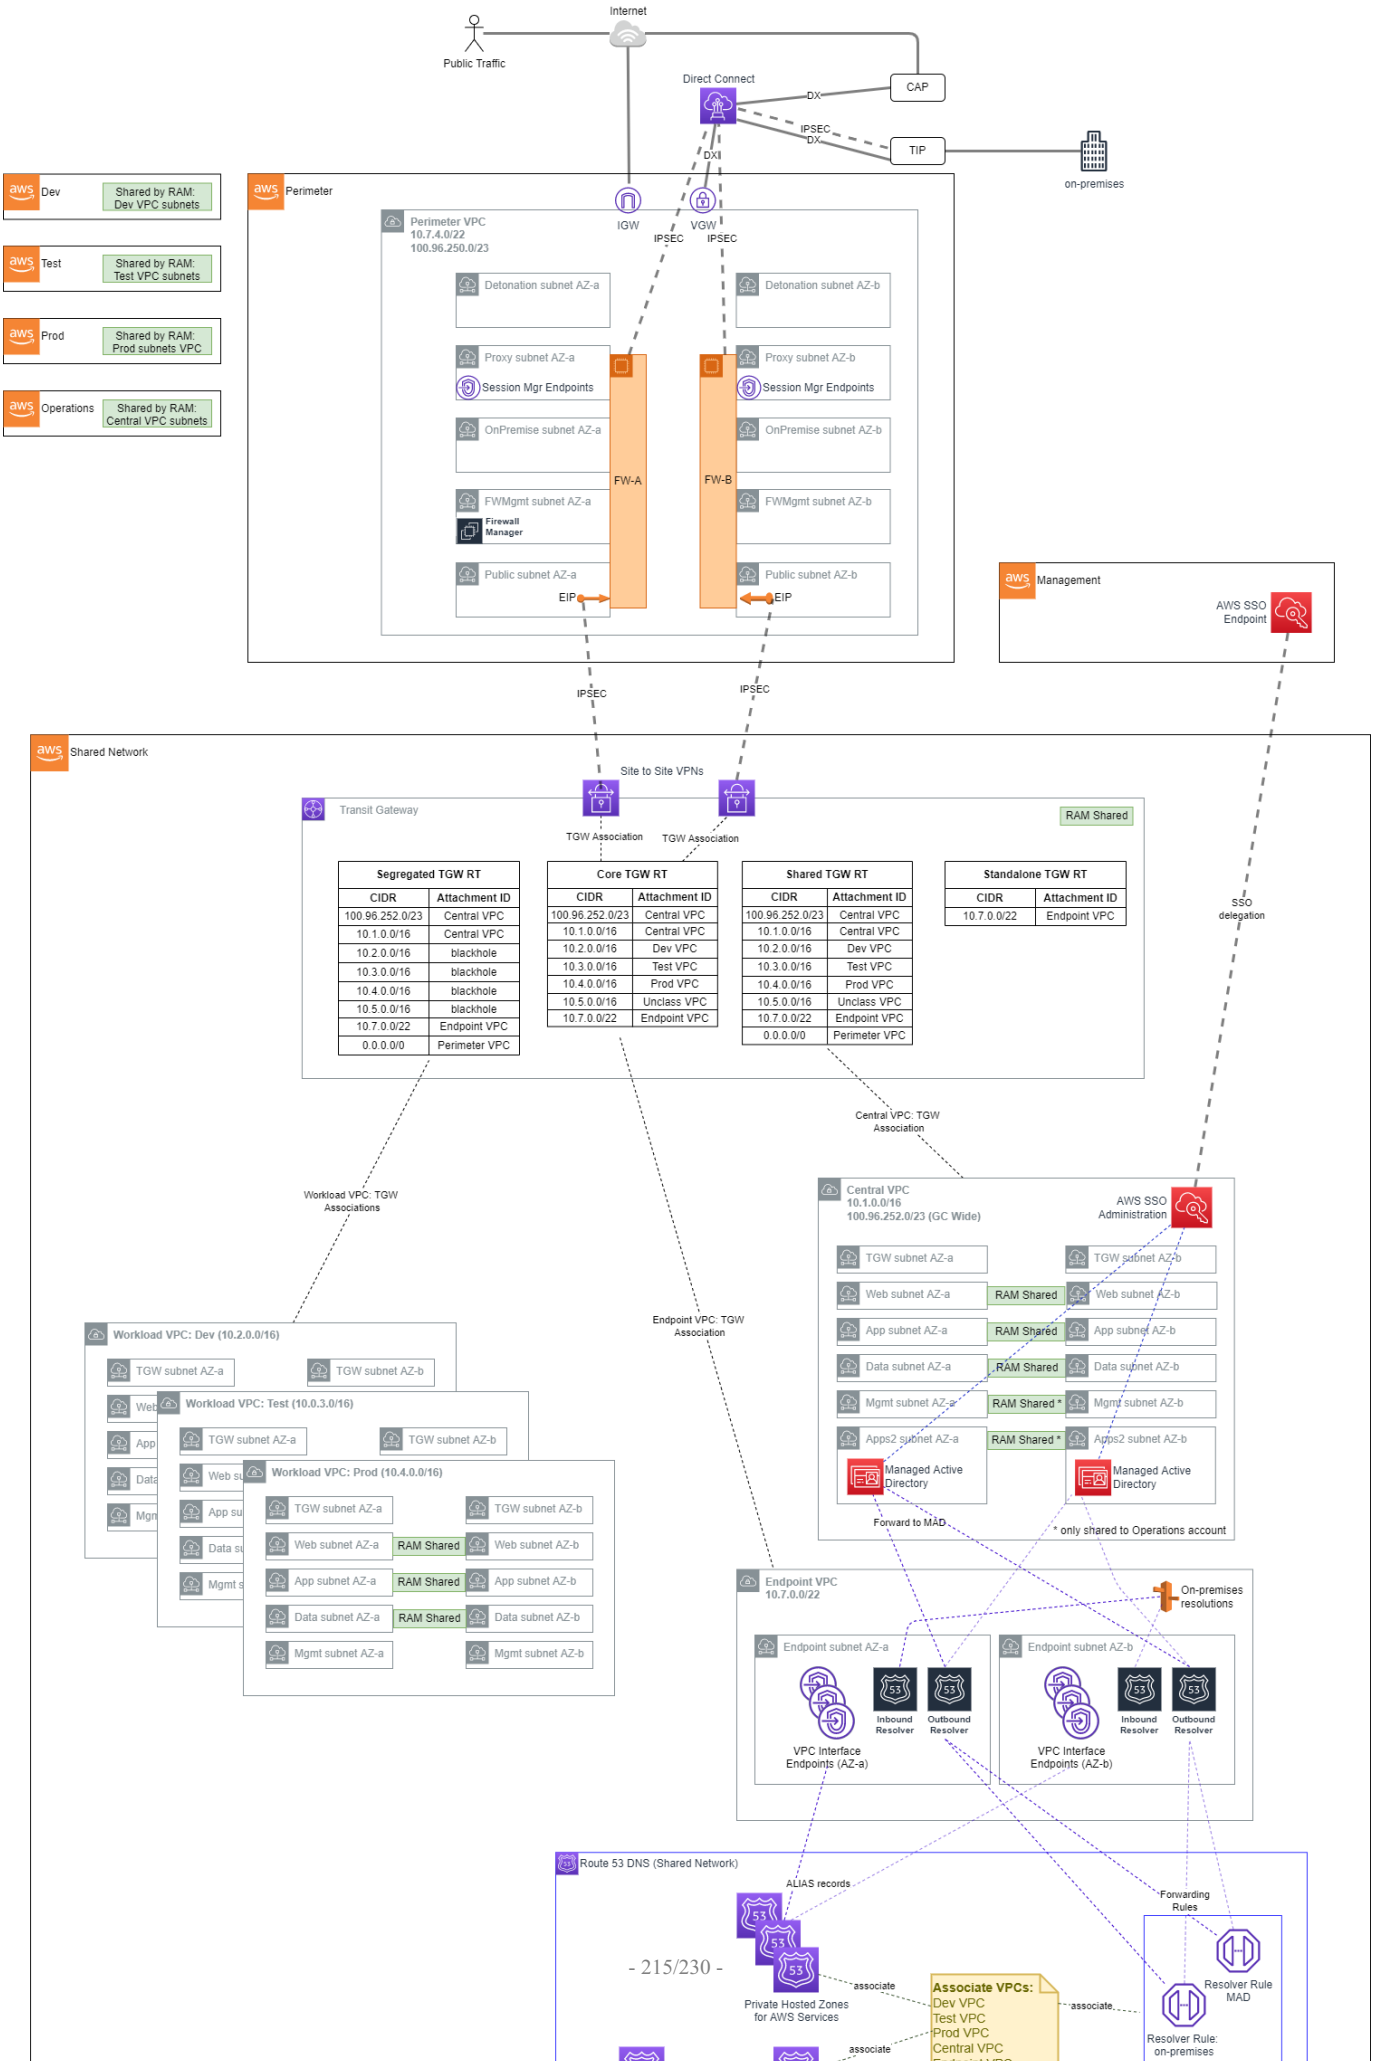 Internet
Public Traffic
Direct Connect
DX
CAP
IPSEC
DX
TIP
on-premises
DX
aws
Dev
Shared by RAM:
Dev VPC subnets
aws
Test
Shared by RAM:
Test VPC subnets
aws
Prod
Shared by RAM:
Prod subnets VPC
aws
Operations
Shared by RAM:
Central VPC subnets
aws
Perimeter
Perimeter VPC
10.7.4.0/22
100.96.250.0/23
IGW
VGW
IPSEC
IPSEC
Detonation subnet AZ-a
Detonation subnet AZ-b
Proxy subnet AZ-a
Session Mgr Endpoints
Proxy subnet AZ-b
Session Mgr Endpoints
OnPremise subnet AZ-a
OnPremise subnet AZ-b
FW-A
FW-B
FWMgmt subnet AZ-a
Firewall
Manager
FWMgmt subnet AZ-b
Public subnet AZ-a
EIP
Public subnet AZ-b
EIP
aws
Management
AWS SSO
Endpoint
IPSEC
IPSEC
aws
Shared Network
Site to Site VPNs
Transit Gateway
RAM Shared
TGW Association
TGW Association
Segregated TGW RT
CIDR Attachment ID
100.96.252.0/23 Central VPC
10.1.0.0/16 Central VPC
10.2.0.0/16 blackhole
10.3.0.0/16 blackhole
10.4.0.0/16 blackhole
10.5.0.0/16 blackhole
10.7.0.0/22 Endpoint VPC
0.0.0.0/0 Perimeter VPC
Core TGW RT
CIDR Attachment ID
100.96.252.0/23 Central VPC
10.1.0.0/16 Central VPC
10.2.0.0/16 Dev VPC
10.3.0.0/16 Test VPC
10.4.0.0/16 Prod VPC
10.5.0.0/16 Unclass VPC
10.7.0.0/22 Endpoint VPC
Shared TGW RT
CIDR Attachment ID
100.96.252.0/23 Central VPC
10.1.0.0/16 Central VPC
10.2.0.0/16 Dev VPC
10.3.0.0/16 Test VPC
10.4.0.0/16 Prod VPC
10.5.0.0/16 Unclass VPC
10.7.0.0/22 Endpoint VPC
0.0.0.0/0 Perimeter VPC
Standalone TGW RT
CIDR Attachment ID
10.7.0.0/22 Endpoint VPC
SSO
delegation
Central VPC: TGW
Association
Workload VPC: TGW
Associations
Endpoint VPC: TGW
Association
Central VPC
10.1.0.0/16
100.96.252.0/23 (GC Wide)
AWS SSO
Administration
TGW subnet AZ-a
TGW subnet AZ-b
Web subnet AZ-a
RAM Shared
Web subnet AZ-b
App subnet AZ-a
RAM Shared
App subnet AZ-b
Data subnet AZ-a
RAM Shared
Data subnet AZ-b
Mgmt subnet AZ-a
RAM Shared *
Mgmt subnet AZ-b
Apps2 subnet AZ-a
RAM Shared *
Apps2 subnet AZ-b
Managed Active
Directory
Managed Active
Directory
Forward to MAD
* only shared to Operations account
Workload VPC: Dev (10.2.0.0/16)
TGW subnet AZ-a
TGW subnet AZ-b
Web
App
Data
Mgm
Workload VPC: Test (10.0.3.0/16)
TGW subnet AZ-a
TGW subnet AZ-b
Web su
App su
Data su
Mgmt s
Workload VPC: Prod (10.4.0.0/16)
TGW subnet AZ-a
TGW subnet AZ-b
Web subnet AZ-a
RAM Shared
Web subnet AZ-b
App subnet AZ-a
RAM Shared
App subnet AZ-b
Data subnet AZ-a
RAM Shared
Data subnet AZ-b
Mgmt subnet AZ-a
Mgmt subnet AZ-b
Endpoint VPC
10.7.0.0/22
On-premises
resolutions
Endpoint subnet AZ-a
53
53
Inbound
Resolver
Outbound
Resolver
VPC Interface
Endpoints (AZ-a)
Endpoint subnet AZ-b
53
53
Inbound
Resolver
Outbound
Resolver
VPC Interface
Endpoints (AZ-b)
53
Route 53 DNS (Shared Network)
ALIAS records
53
53
53
Private Hosted Zones
for AWS Services
- 215/230 -
Forwarding
Rules
Resolver Rule
MAD
Resolver Rule:
on-premises
associate
associate
associate
Associate VPCs:
Dev VPC
Test VPC
Prod VPC
Central VPC